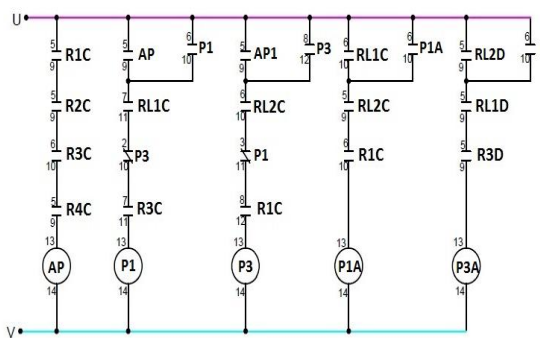 U
5 9 R1C
5 9 AP
6 10 P1
5 9 AP1
8 12 P3
6 10 RL1C
6 10 P1A
5 9 RL2D
6 10
5 9 R2C
7 11 RL1C
6 10 RL2C
5 9 RL2C
5 9 RL1D
6 10 R3C
2 10 P3
3 11 P1
6 10 R1C
5 9 R3D
5 9 R4C
7 11 R3C
8 12 R1C
13 AP 14
13 P1 14
13 P3 14
13 P1A 14
13 P3A 14
V